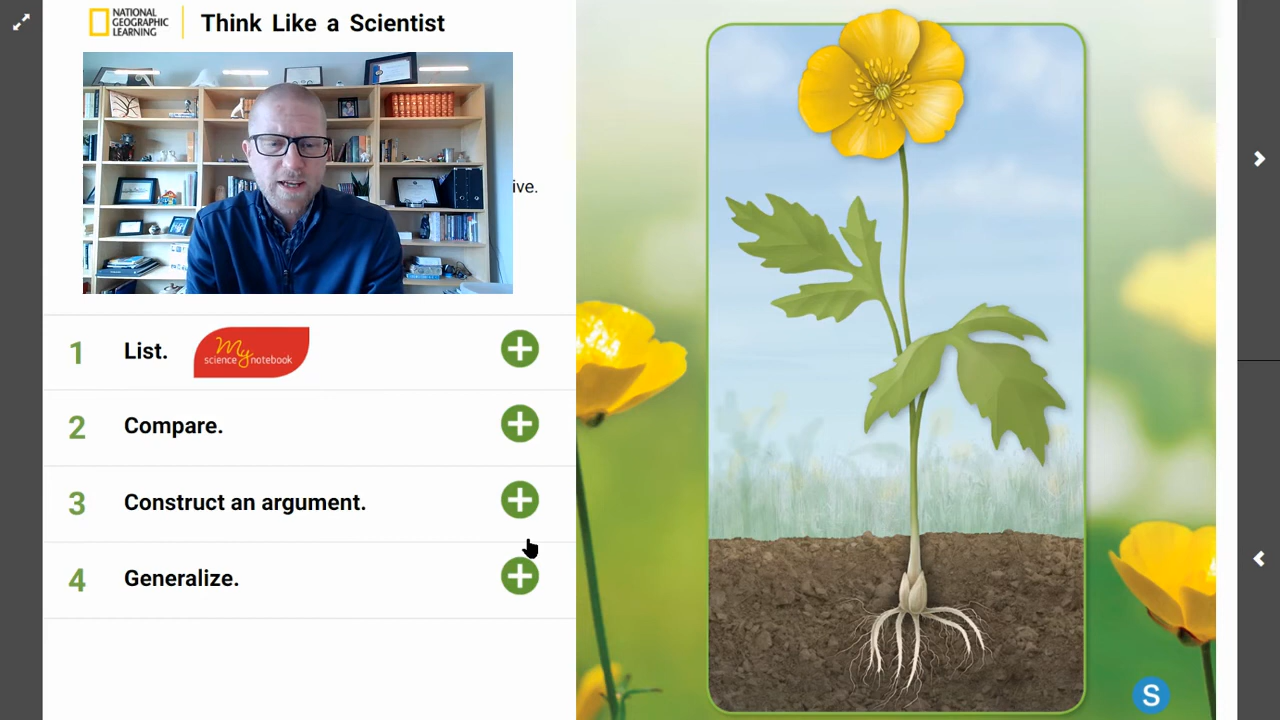 NATIONAL
GEOGRAPHIC
LEARNING
Think Like a Scientist
ive.
1 List. My science notebook
2 Compare.
3 Construct an argument.
4 Generalize.
S